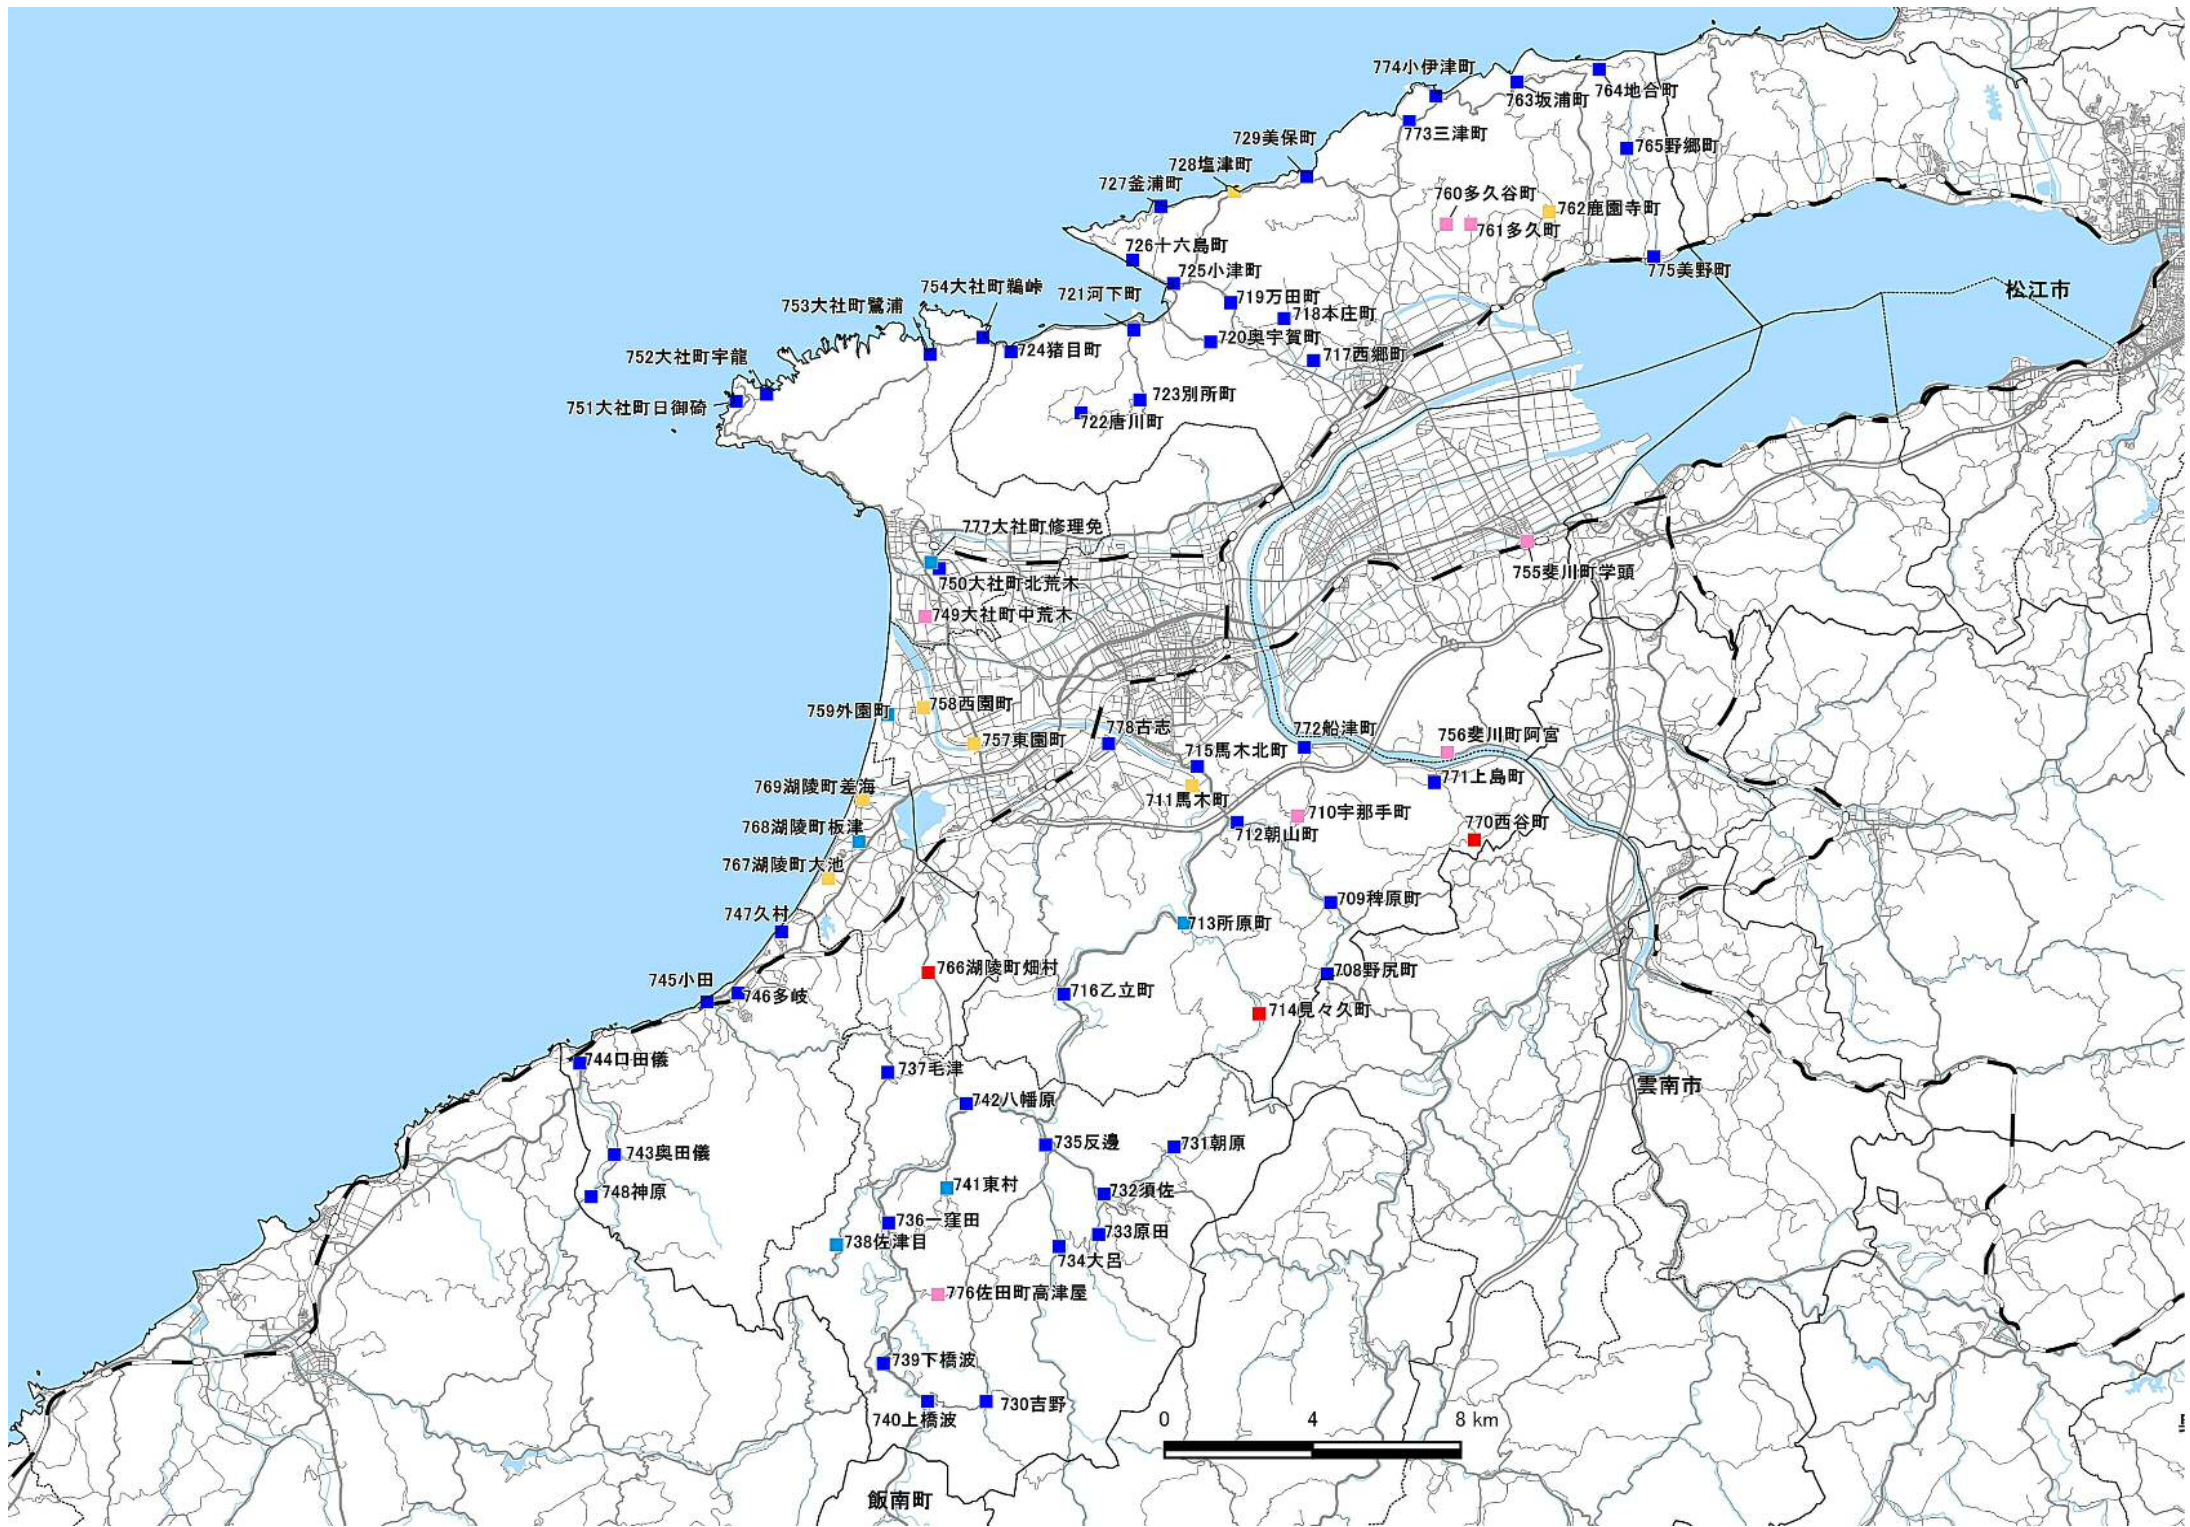 774小伊津町
763坂浦町
764地合町
773三津町
729美保町
765野郷町
728塩津町
727釜浦町
760多久谷町
762鹿園寺町
761多久町
726十六島町
775美野町
725小津町
754大社町鵜峠
721河下町
松江市
719万田町
753大社町鷺浦
718本庄町
720奥宇賀町
724猪目町
717西郷町
752大社町宇龍
723別所町
751大社町日御碕
722唐川町
777大社町修理免
755斐川町学頭
750大社町北荒木
749大社町中荒木
758西園町
759外園町
778古志
772船津町
756斐川町阿宮
757東園町
715馬木北町
771上島町
769湖陵町差海
711馬木町
710宇那手町
770西谷町
768湖陵町板津
712朝山町
767湖陵町大池
709稗原町
747久村
713所原町
766湖陵町畑村
708野尻町
745小田
746多岐
716乙立町
714見々久町
744口田儀
737毛津
雲南市
742八幡原
735反邊
731朝原
743奥田儀
741東村
748神原
732須佐
736一窪田
733原田
738佐津目
734大呂
776佐田町高津屋
739下橋波
730吉野
740上橋波
0 4 8 km
飯南町